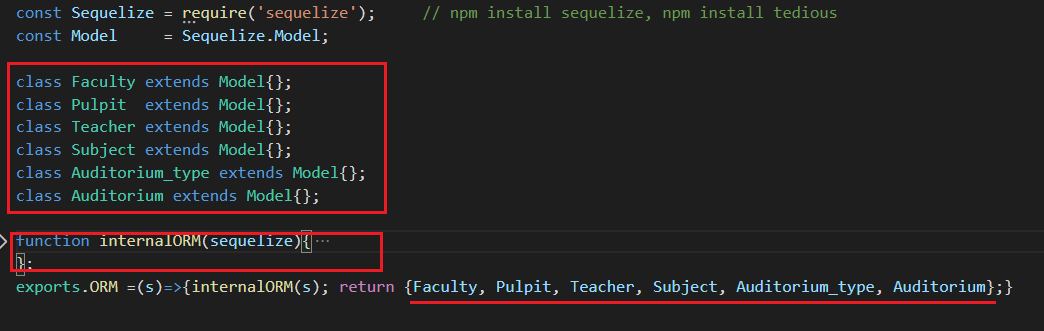 const Sequelize = require('sequelize');     // npm install sequelize, npm install tedious
const Model     = Sequelize.Model;
class Faculty extends Model{};
class Pulpit  extends Model{};
class Teacher extends Model{};
class Subject extends Model{};
class Auditorium_type extends Model{};
class Auditorium extends Model{};
function internalORM(sequelize){ ···
};
exports.ORM =(s)=>{internalORM(s); return {Faculty, Pulpit, Teacher, Subject, Auditorium_type, Auditorium};}